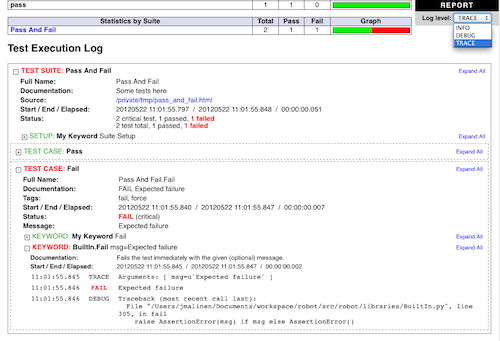 REPORT
Log level: TRACE
INFO
DEBUG
TRACE
pass 1 1 0
Statistics by Suite Total Pass Fail Graph
Pass And Fail 2 1 1
Test Execution Log
TEST SUITE: Pass And Fail Expand All
Full Name: Pass And Fail
Documentation: Some tests here
Source: /private/tmp/pass_and_fail.html
Start / End / Elapsed: 20120522 11:01:55.797 / 20120522 11:01:55.848 / 00:00:00.051
Status: 2 critical test, 1 passed, 1 failed
2 test total, 1 passed, 1 failed
SETUP: My Keyword Suite Setup Expand All
TEST CASE: Pass Expand All
TEST CASE: Fail Expand All
Full Name: Pass And Fail.Fail
Documentation: FAIL Expected failure
Tags: fail, force
Start / End / Elapsed: 20120522 11:01:55.840 / 20120522 11:01:55.847 / 00:00:00.007
Status: FAIL (critical)
Message: Expected failure
KEYWORD: My Keyword Fail Expand All
KEYWORD: BuiltIn.Fail msg=Expected failure Expand All
Documentation: Fails the test immediately with the given (optional) message.
Start / End / Elapsed: 20120522 11:01:55.845 / 20120522 11:01:55.847 / 00:00:00.002
11:01:55.845 TRACE Arguments: [ msg=u'Expected failure' ]
11:01:55.846 FAIL Expected failure
11:01:55.846 DEBUG Traceback (most recent call last):
File "/Users/jmalinen/Documents/workspace/robot/src/robot/libraries/BuiltIn.py", line
305, in fail
raise AssertionError(msg) if msg else AssertionError()